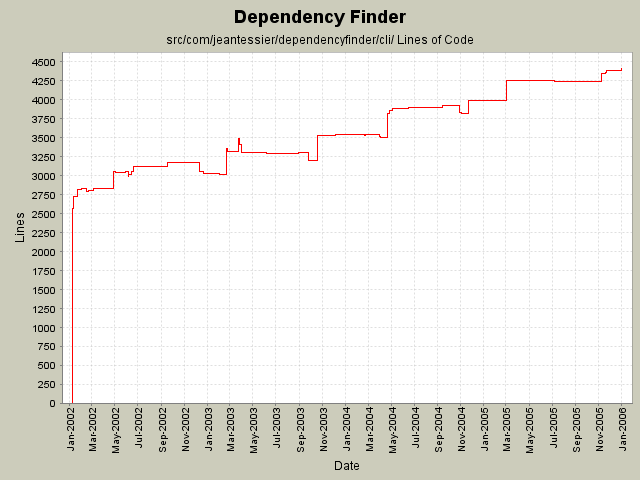 Dependency Finder
src/com/jeantessier/dependencyfinder/cli/ Lines of Code
Lines
4500
4250
4000
3750
3500
3250
3000
2750
2500
2250
2000
1750
1500
1250
1000
750
500
250
0
Jan-2002
Mar-2002
May-2002
Jul-2002
Sep-2002
Nov-2002
Jan-2003
Mar-2003
May-2003
Jul-2003
Sep-2003
Nov-2003
Jan-2004
Mar-2004
May-2004
Jul-2004
Sep-2004
Nov-2004
Jan-2005
Mar-2005
May-2005
Jul-2005
Sep-2005
Nov-2005
Jan-2006
Date